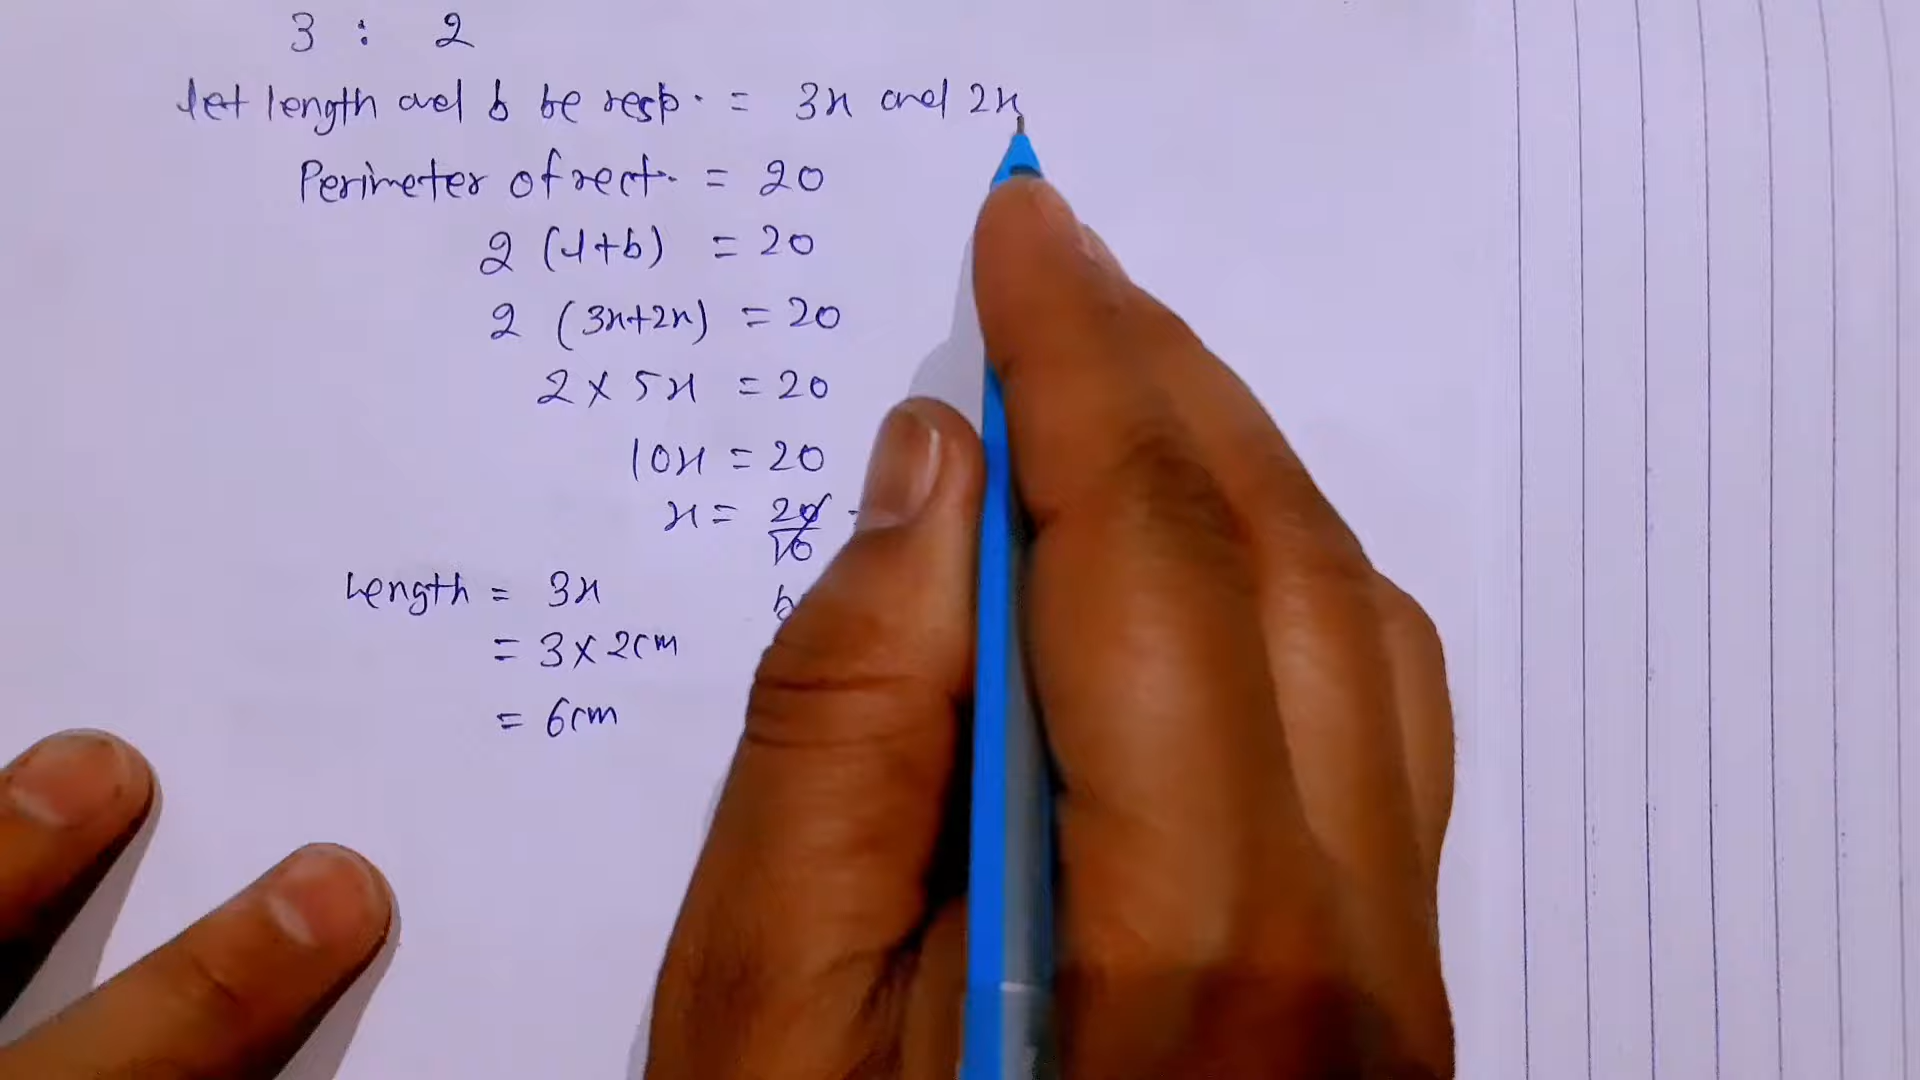 3 : 2
let length and b be resp. = 3x and 2x
Perimeter of rect. = 20
2 (l+b) = 20
2 (3x+2x) = 20
2 × 5x = 20
10x = 20
x = 20/10
Length = 3x b
= 3 × 2cm
= 6cm